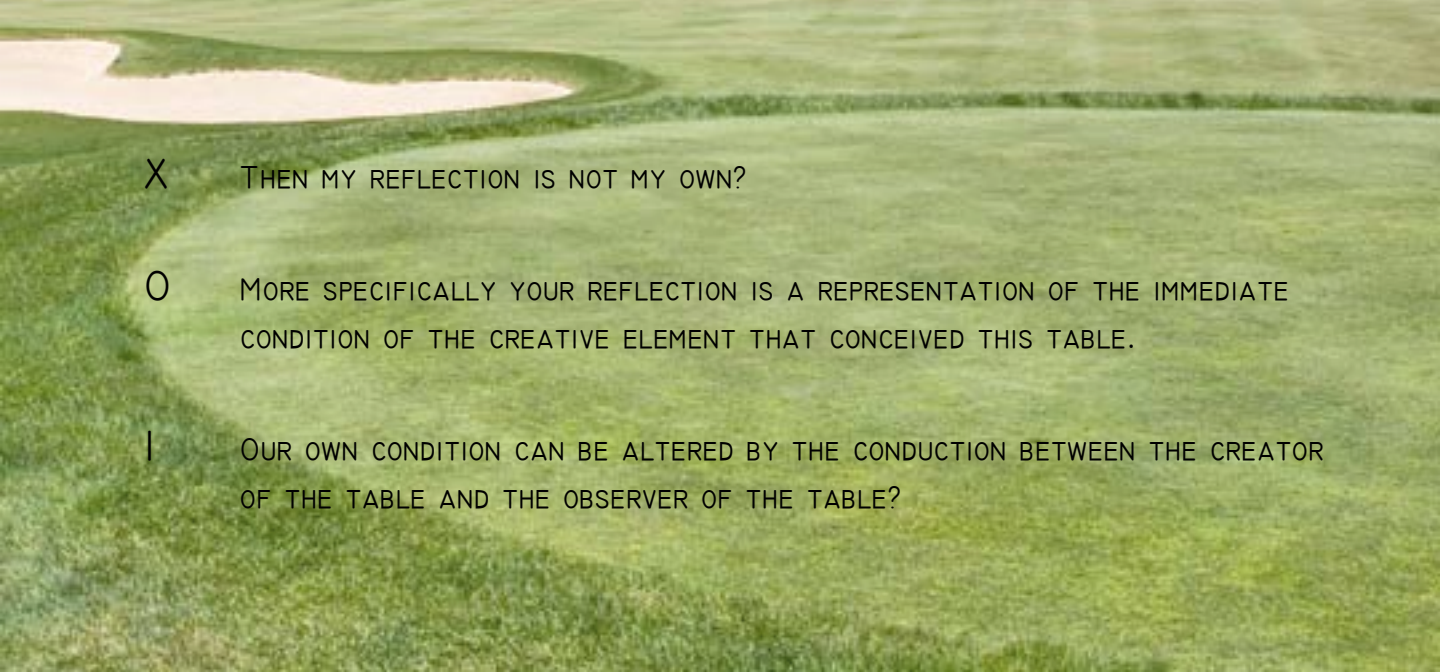 X Then my reflection is not my own?
O More specifically your reflection is a representation of the immediate
condition of the creative element that conceived this table.
I Our own condition can be altered by the conduction between the creator
of the table and the observer of the table?